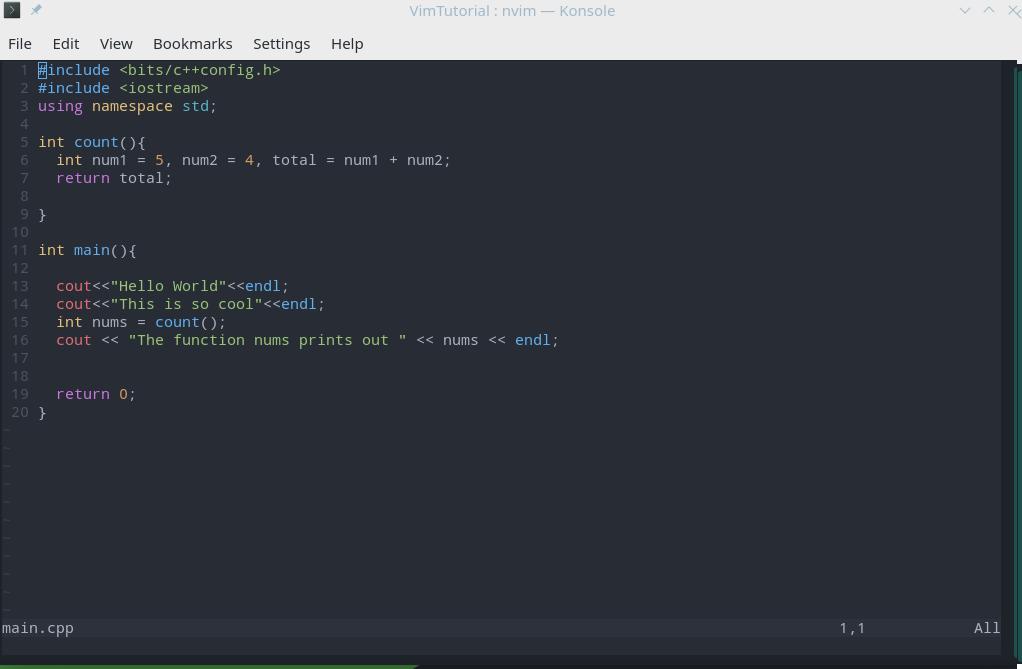 VimTutorial : nvim — Konsole
File Edit View Bookmarks Settings Help
1 #include <bits/c++config.h>
2 #include <iostream>
3 using namespace std;
4
5 int count(){
6   int num1 = 5, num2 = 4, total = num1 + num2;
7   return total;
8
9 }
10
11 int main(){
12
13   cout<<"Hello World"<<endl;
14   cout<<"This is so cool"<<endl;
15   int nums = count();
16   cout << "The function nums prints out " << nums << endl;
17
18
19   return 0;
20 }
~
~
~
~
~
~
~
~
~
~
~
main.cpp 1,1 All